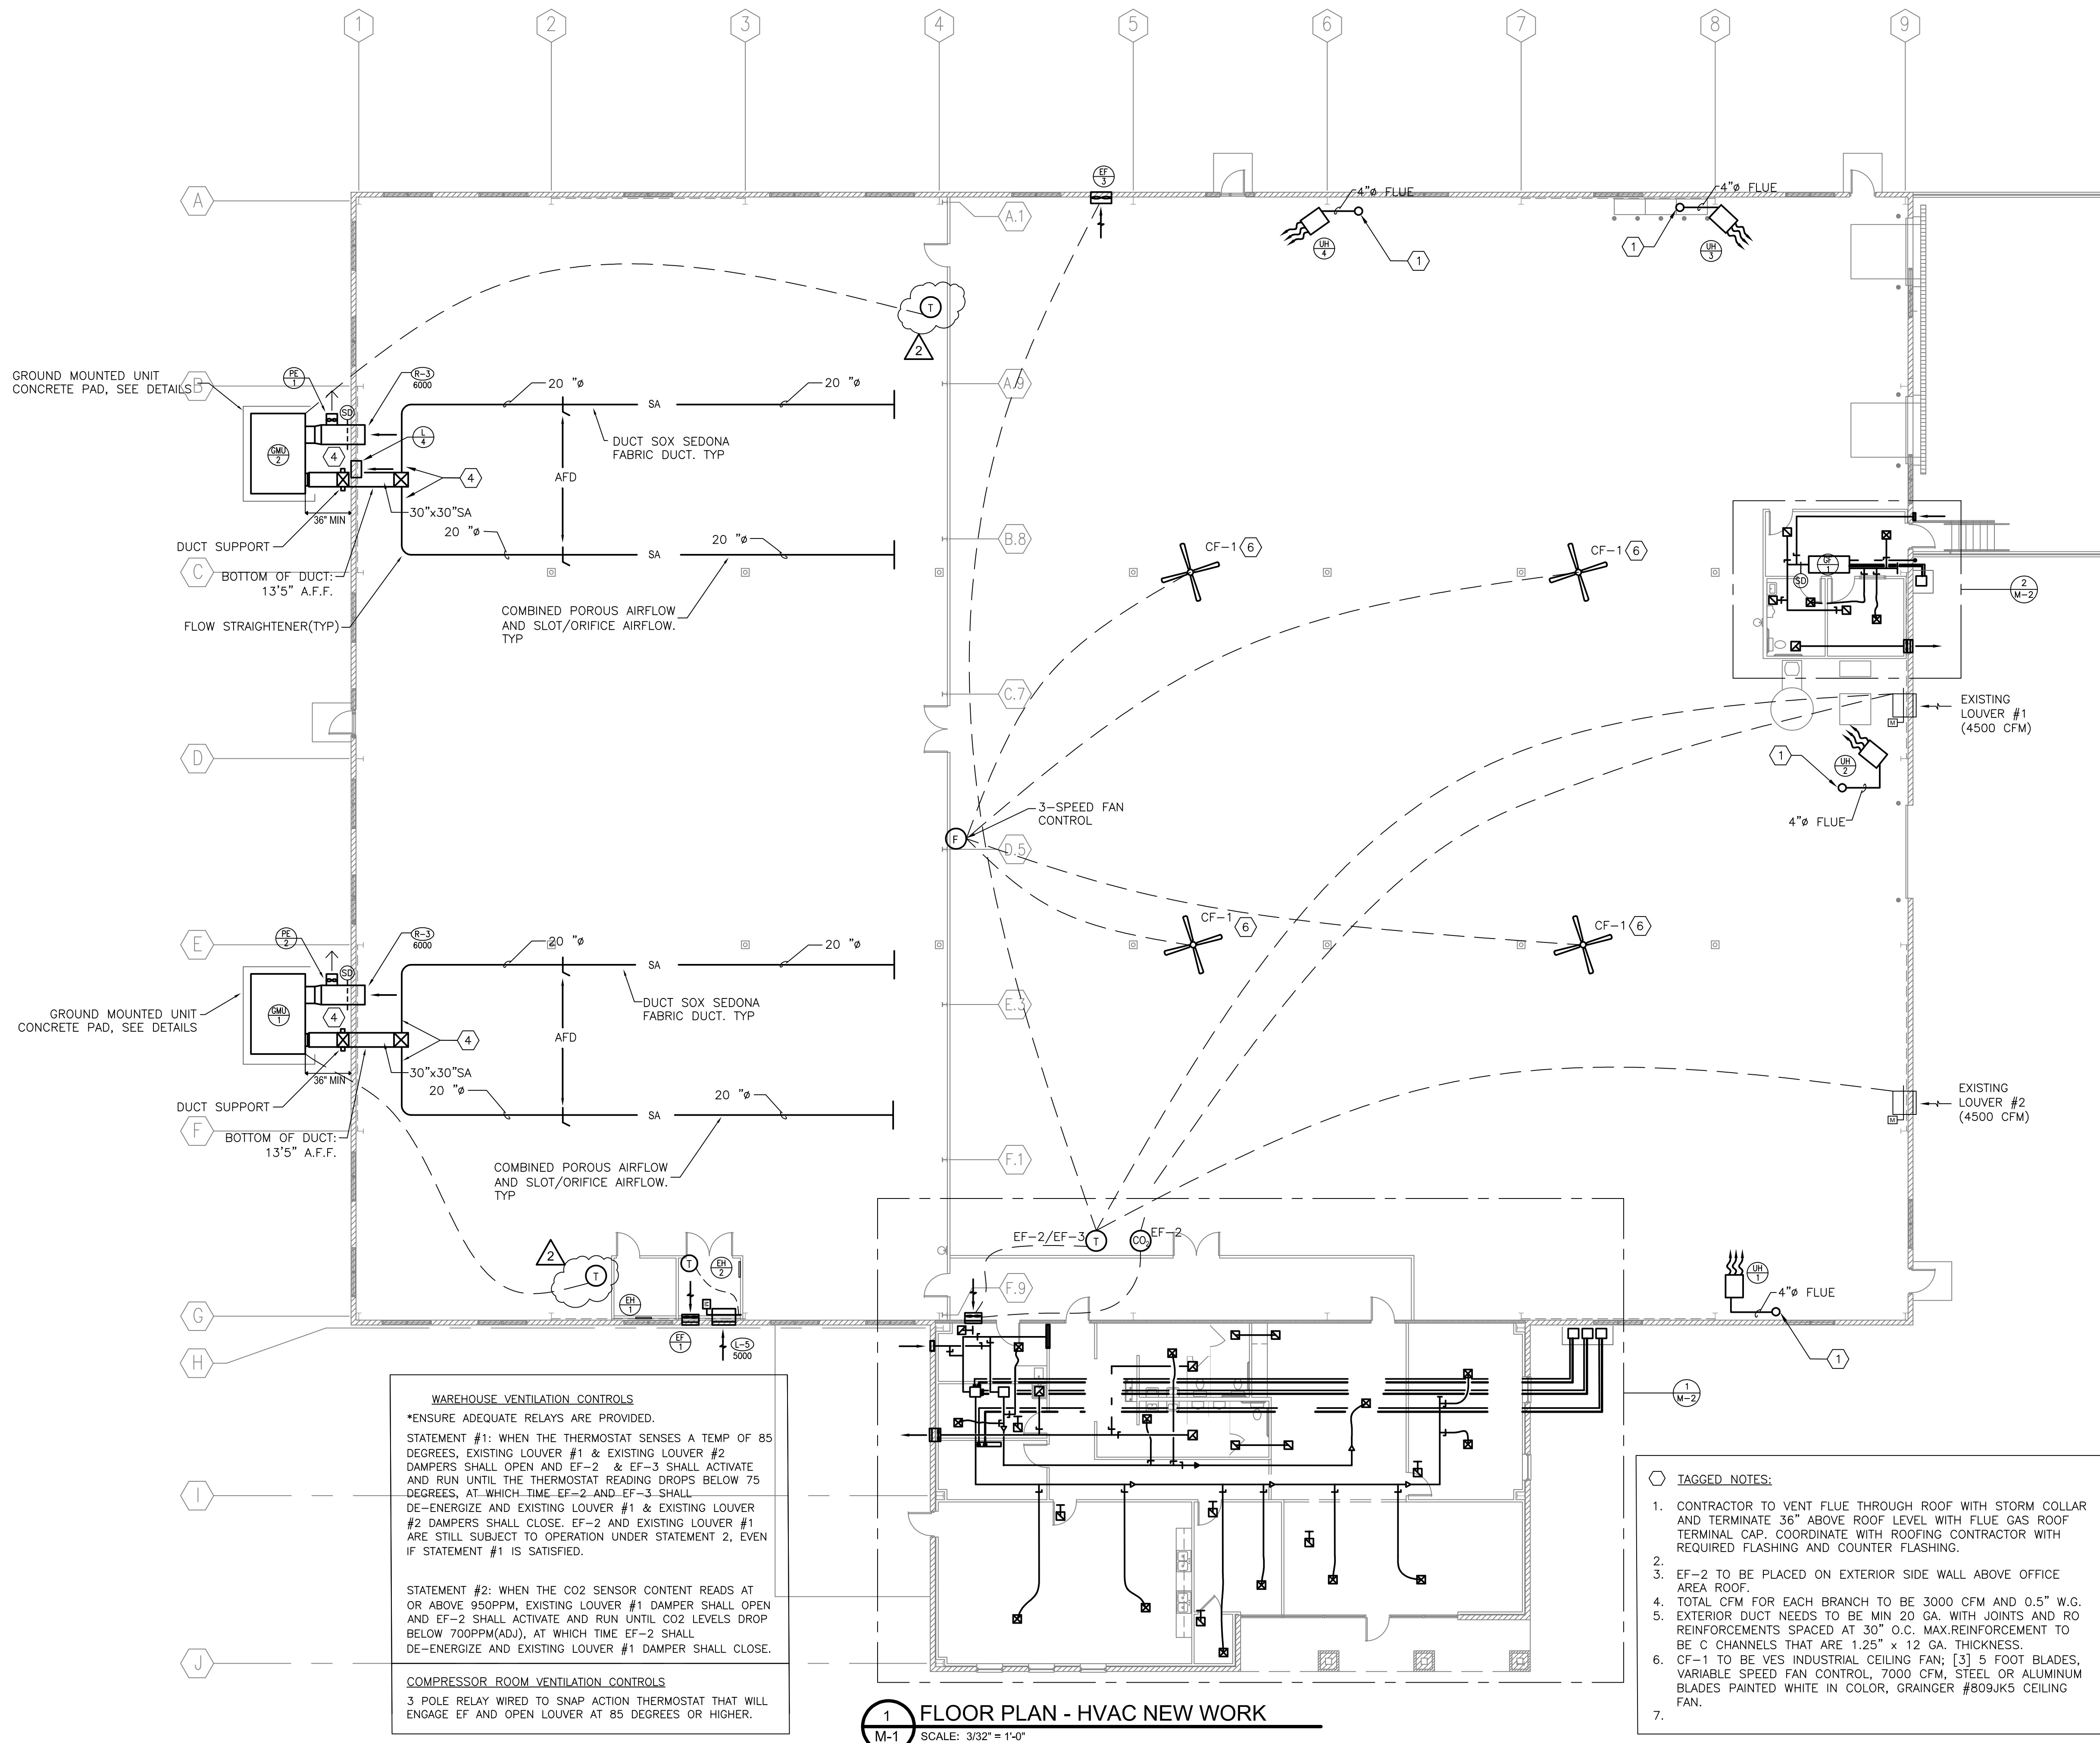 1 2 3 4 5 6 7 8 9
A
A.1
EF
3
4"ø FLUE
4"ø FLUE
UH
4
1
1
UH
3
T
2
GROUND MOUNTED UNIT
CONCRETE PAD, SEE DETAILS
B
PE
1
R-3
6000
20 "ø
SA
20 "ø
A.9
SD
GMU
2
4
L
4
DUCT SOX SEDONA
FABRIC DUCT. TYP
4
AFD
30"x30"SA
36" MIN
DUCT SUPPORT
20 "ø
SA
20 "ø
B.8
CF-1
6
CF-1
6
C
BOTTOM OF DUCT:
13'5" A.F.F.
GF
1
SD
2
M-2
FLOW STRAIGHTENER(TYP)
COMBINED POROUS AIRFLOW
AND SLOT/ORIFICE AIRFLOW.
TYP
C.7
EXISTING
LOUVER #1
(4500 CFM)
M
D
1
UH
2
4"ø FLUE
3-SPEED FAN
CONTROL
F
D.5
E
PE
2
R-3
6000
20 "ø
SA
20 "ø
CF-1
6
CF-1
6
SD
GMU
1
4
DUCT SOX SEDONA
FABRIC DUCT. TYP
E.3
GROUND MOUNTED UNIT
CONCRETE PAD, SEE DETAILS
4
AFD
30"x30"SA
36" MIN
DUCT SUPPORT
20 "ø
SA
20 "ø
EXISTING
LOUVER #2
(4500 CFM)
M
F
BOTTOM OF DUCT:
13'5" A.F.F.
COMBINED POROUS AIRFLOW
AND SLOT/ORIFICE AIRFLOW.
TYP
F.1
EF-2/EF-3
T
CO2
EF-2
2
T
T
EH
2
EH
1
UH
1
4"ø FLUE
1
F.9
G
EF
1
L-5
5000
H
1
M-2
I
J
WAREHOUSE VENTILATION CONTROLS
*ENSURE ADEQUATE RELAYS ARE PROVIDED.
STATEMENT #1: WHEN THE THERMOSTAT SENSES A TEMP OF 85
DEGREES, EXISTING LOUVER #1 & EXISTING LOUVER #2
DAMPERS SHALL OPEN AND EF-2 & EF-3 SHALL ACTIVATE
AND RUN UNTIL THE THERMOSTAT READING DROPS BELOW 75
DEGREES, AT WHICH TIME EF-2 AND EF-3 SHALL
DE-ENERGIZE AND EXISTING LOUVER #1 & EXISTING LOUVER
#2 DAMPERS SHALL CLOSE. EF-2 AND EXISTING LOUVER #1
ARE STILL SUBJECT TO OPERATION UNDER STATEMENT 2, EVEN
IF STATEMENT #1 IS SATISFIED.
STATEMENT #2: WHEN THE CO2 SENSOR CONTENT READS AT
OR ABOVE 950PPM, EXISTING LOUVER #1 DAMPER SHALL OPEN
AND EF-2 SHALL ACTIVATE AND RUN UNTIL CO2 LEVELS DROP
BELOW 700PPM(ADJ), AT WHICH TIME EF-2 SHALL
DE-ENERGIZE AND EXISTING LOUVER #1 DAMPER SHALL CLOSE.
COMPRESSOR ROOM VENTILATION CONTROLS
3 POLE RELAY WIRED TO SNAP ACTION THERMOSTAT THAT WILL
ENGAGE EF AND OPEN LOUVER AT 85 DEGREES OR HIGHER.
TAGGED NOTES:
1. CONTRACTOR TO VENT FLUE THROUGH ROOF WITH STORM COLLAR
AND TERMINATE 36" ABOVE ROOF LEVEL WITH FLUE GAS ROOF
TERMINAL CAP. COORDINATE WITH ROOFING CONTRACTOR WITH
REQUIRED FLASHING AND COUNTER FLASHING.
2.
3. EF-2 TO BE PLACED ON EXTERIOR SIDE WALL ABOVE OFFICE
AREA ROOF.
4. TOTAL CFM FOR EACH BRANCH TO BE 3000 CFM AND 0.5" W.G.
5. EXTERIOR DUCT NEEDS TO BE MIN 20 GA. WITH JOINTS AND RO
REINFORCEMENTS SPACED AT 30" O.C. MAX.REINFORCEMENT TO
BE C CHANNELS THAT ARE 1.25" x 12 GA. THICKNESS.
6. CF-1 TO BE VES INDUSTRIAL CEILING FAN; [3] 5 FOOT BLADES,
VARIABLE SPEED FAN CONTROL, 7000 CFM, STEEL OR ALUMINUM
BLADES PAINTED WHITE IN COLOR, GRAINGER #809JK5 CEILING
FAN.
7.
1
M-1
FLOOR PLAN - HVAC NEW WORK
SCALE: 3/32" = 1'-0"